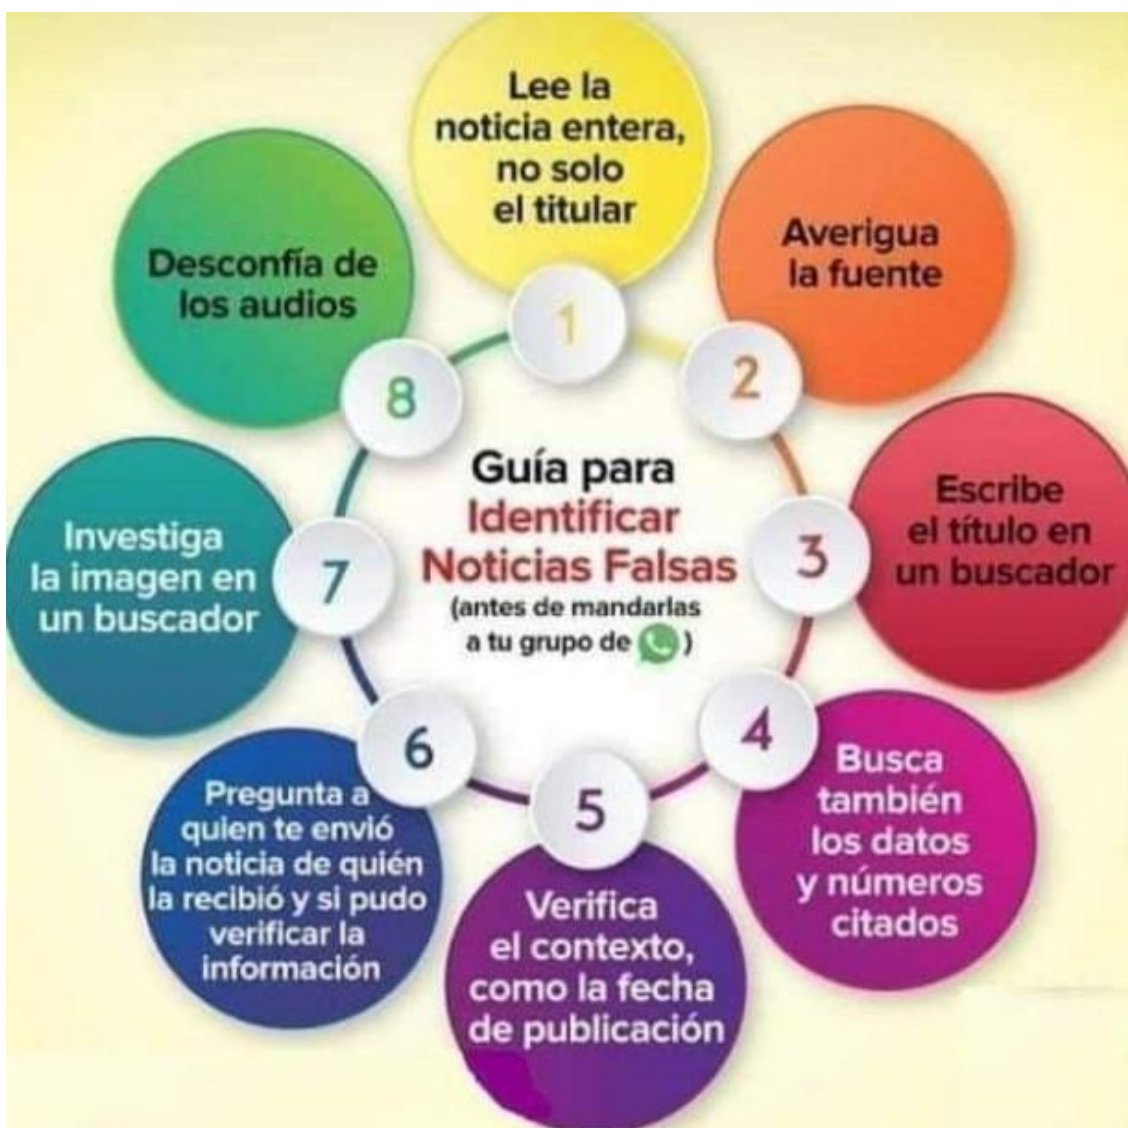 Guía para
Identificar
Noticias Falsas
(antes de mandarlas
a tu grupo de )
1
Lee la
noticia entera,
no solo
el titular
2
Averigua
la fuente
3
Escribe
el título en
un buscador
4
Busca
también
los datos
y números
citados
5
Verifica
el contexto,
como la fecha
de publicación
6
Pregunta a
quien te envió
la noticia de quién
la recibió y si pudo
verificar la
información
7
Investiga
la imagen en
un buscador
8
Desconfía de
los audios